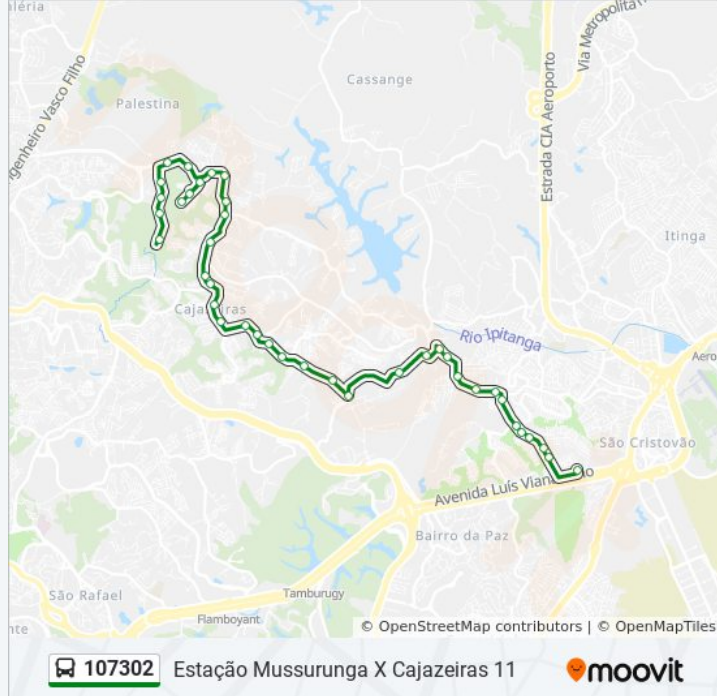 aléria
Via Metropolita
Cassange
Palestina
genheiro Vasco Filho
Estrada CIA Aeroporto
Itinga
Cajazeiras
Rio Ipitanga
Aero
São Cristovão
Avenida Luís Viana
o
Bairro da Paz
São Rafael
Tamburugy
Flamboyant
nte
© OpenStreetMap contributors | © OpenMapTiles
107302 Estação Mussurunga X Cajazeiras 11 moovit